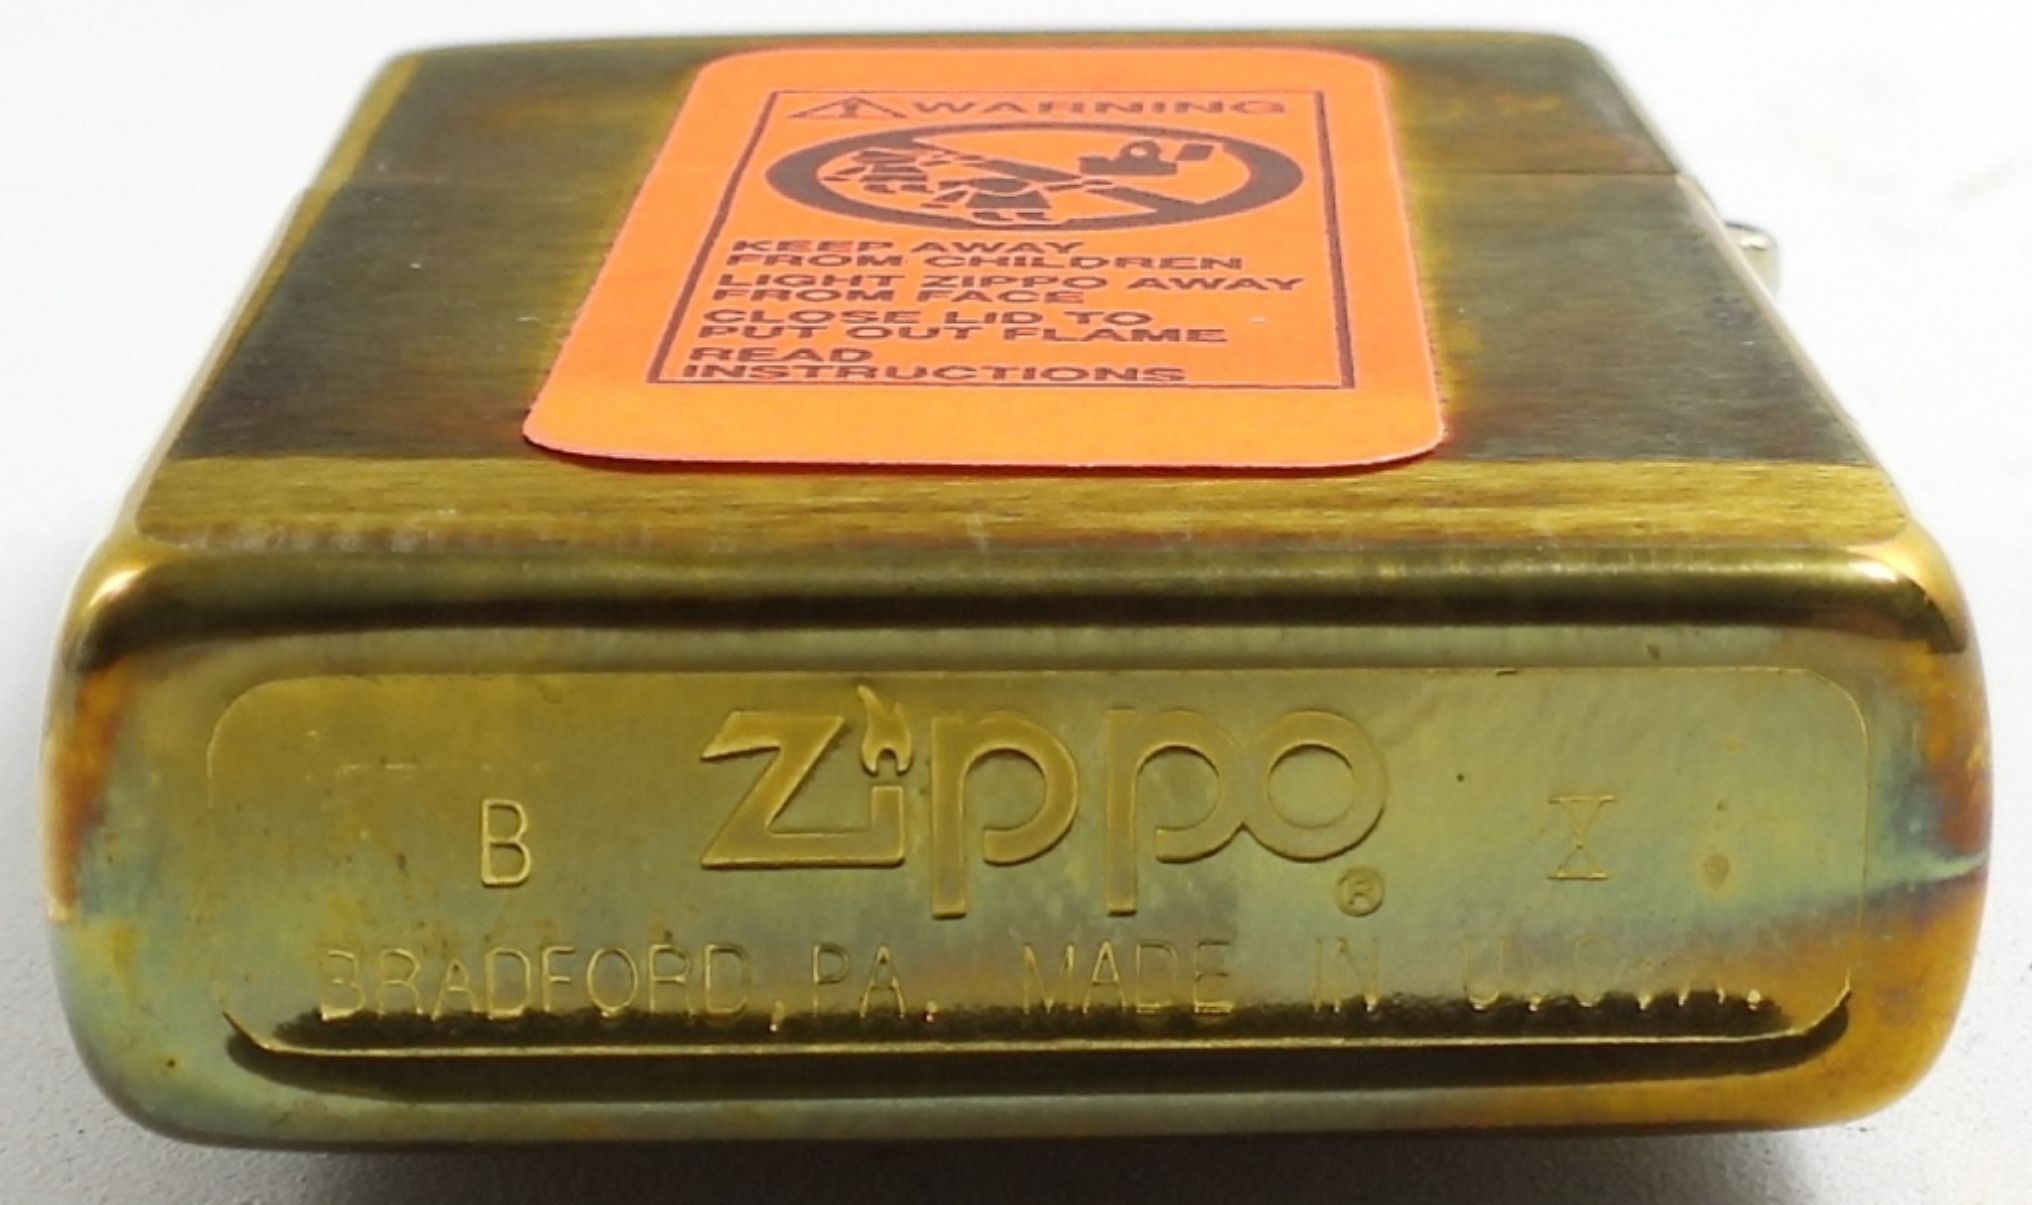 WARNING
KEEP AWAY
FROM CHILDREN
LIGHT ZIPPO AWAY
FROM FACE
CLOSE LID TO
PUT OUT FLAME
READ
INSTRUCTIONS
B Zippo ® X
BRADFORD, PA. MADE IN U.S.A.